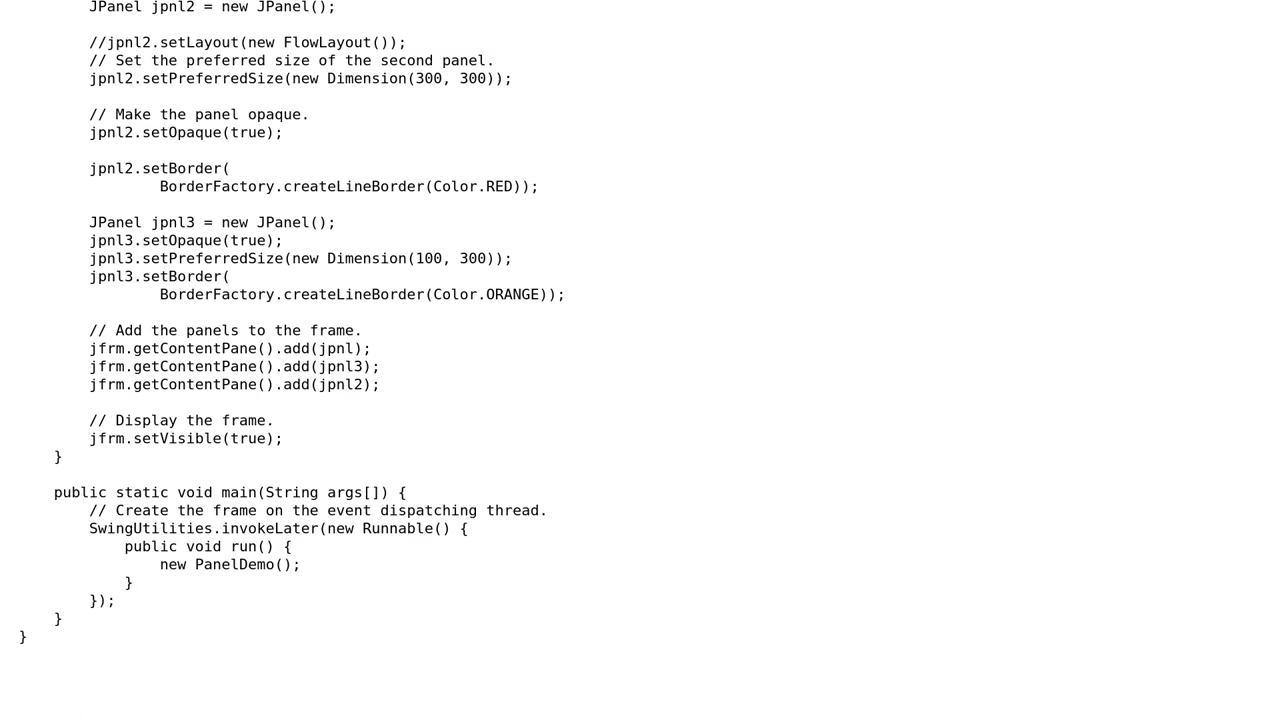 JPanel jpnl2 = new JPanel();
//jpnl2.setLayout(new FlowLayout());
// Set the preferred size of the second panel.
jpnl2.setPreferredSize(new Dimension(300, 300));
// Make the panel opaque.
jpnl2.setOpaque(true);
jpnl2.setBorder(
BorderFactory.createLineBorder(Color.RED));
JPanel jpnl3 = new JPanel();
jpnl3.setOpaque(true);
jpnl3.setPreferredSize(new Dimension(100, 300));
jpnl3.setBorder(
BorderFactory.createLineBorder(Color.ORANGE));
// Add the panels to the frame.
jfrm.getContentPane().add(jpnl);
jfrm.getContentPane().add(jpnl3);
jfrm.getContentPane().add(jpnl2);
// Display the frame.
jfrm.setVisible(true);
}
public static void main(String args[]) {
// Create the frame on the event dispatching thread.
SwingUtilities.invokeLater(new Runnable() {
public void run() {
new PanelDemo();
}
});
}
}